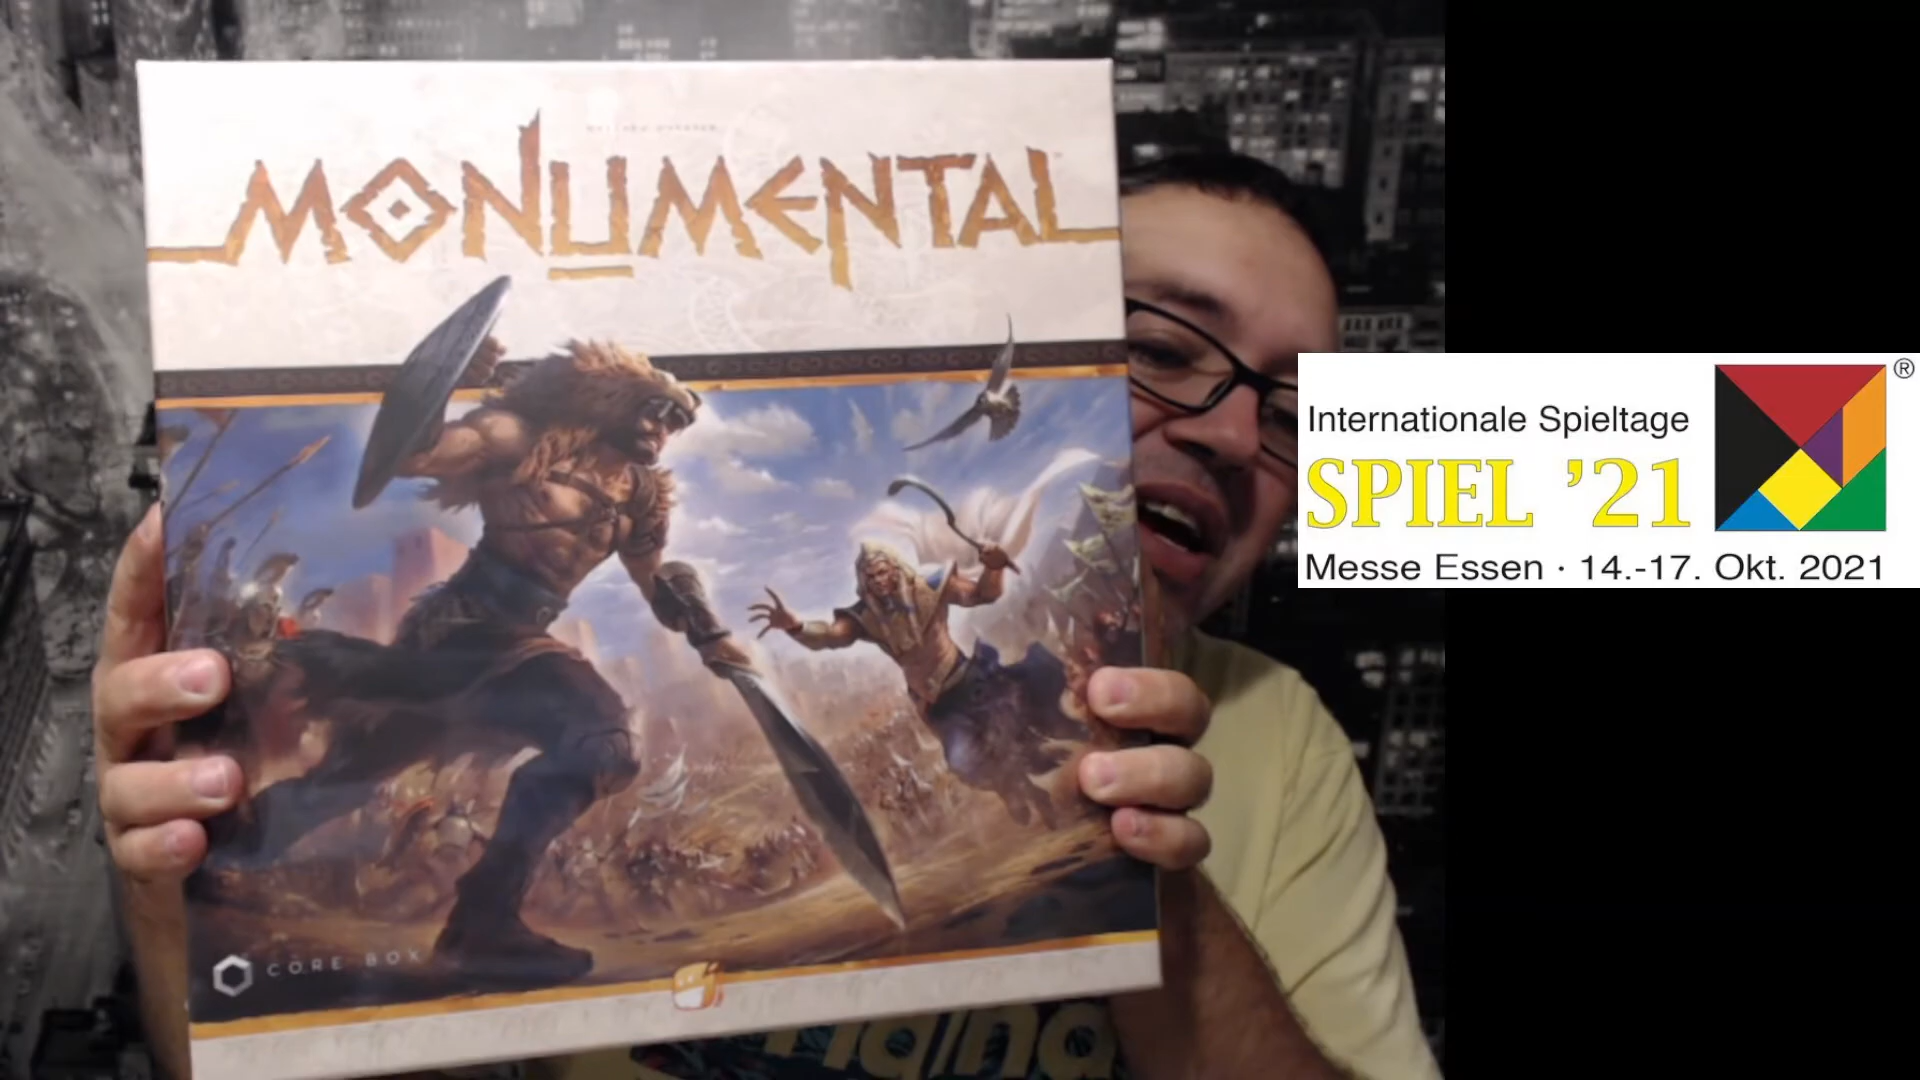 MONUMENTAL
CORE BOX
Internationale Spieltage
SPIEL '21
®
Messe Essen · 14.-17. Okt. 2021